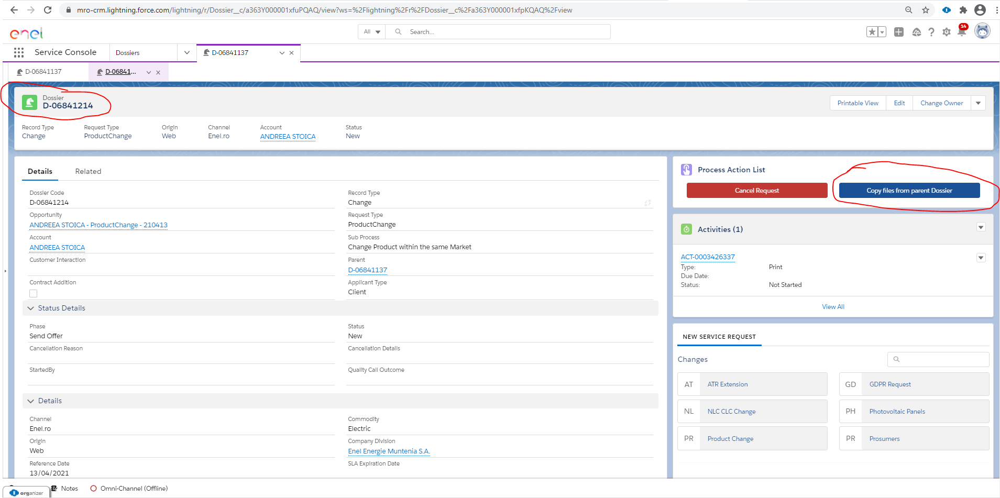 mro-crm.lightning.force.com/lightning/r/Dossier__c/a363Y000001xfuPQAQ/view?ws=%2Flightning%2Fr%2FDossier__c%2Fa363Y000001xfpKQAQ%2Fview
enel
All
Search...
14
Service Console
Dossiers
D-06841137
D-06841137
D-06841...
Dossier
D-06841214
Printable View
Edit
Change Owner
Record Type
Change
Request Type
ProductChange
Origin
Web
Channel
Enel.ro
Account
ANDREEA STOICA
Status
New
Details
Related
Dossier Code
D-06841214
Record Type
Change
Opportunity
ANDREEA STOICA - ProductChange - 210413
Request Type
ProductChange
Account
ANDREEA STOICA
Sub Process
Change Product within the same Market
Customer Interaction
Parent
D-06841137
Contract Addition
Applicant Type
Client
Status Details
Phase
Send Offer
Status
New
Cancellation Reason
Cancellation Details
StartedBy
Quality Call Outcome
Details
Channel
Enel.ro
Commodity
Electric
Origin
Web
Company Division
Enel Energie Muntenia S.A.
Reference Date
13/04/2021
SLA Expiration Date
Process Action List
Cancel Request
Copy files from parent Dossier
Activities (1)
ACT-0003426337
Type: Print
Due Date:
Status: Not Started
View All
NEW SERVICE REQUEST
Changes
AT ATR Extension
GD GDPR Request
NL NLC CLC Change
PH Photovoltaic Panels
PR Product Change
PR Prosumers
organizer
Notes
Omni-Channel (Offline)